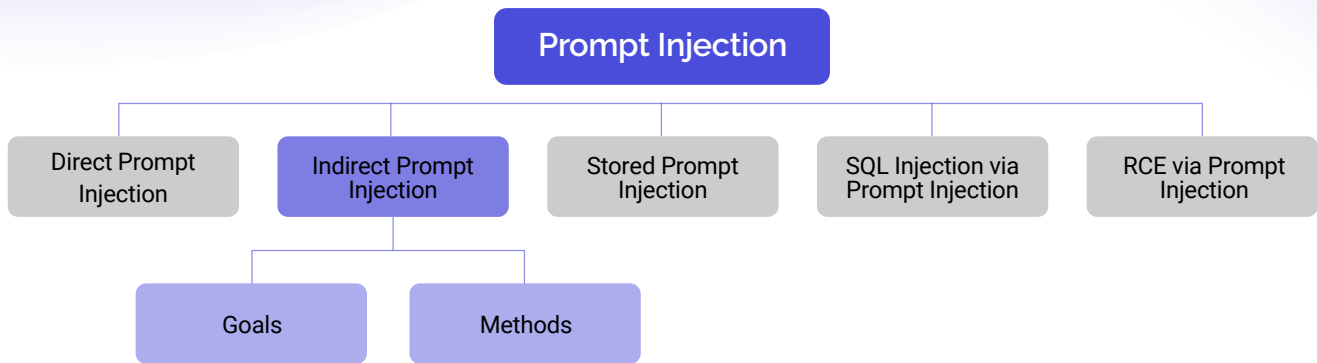 Prompt Injection
Direct Prompt
Injection
Indirect Prompt
Injection
Stored Prompt
Injection
SQL Injection via
Prompt Injection
RCE via Prompt
Injection
Goals
Methods